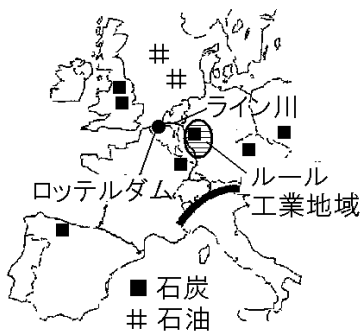 ライン川
ロッテルダム
ルール
工業地域
■ 石炭
# 石油